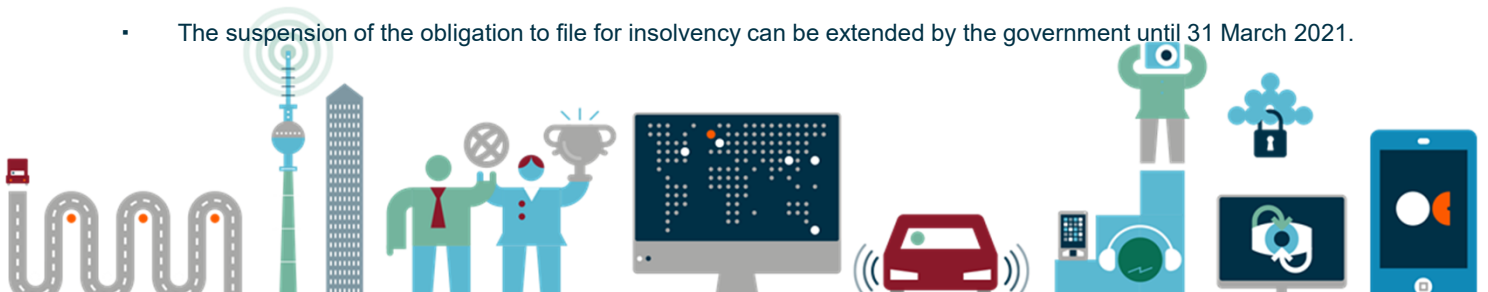 ▪ The suspension of the obligation to file for insolvency can be extended by the government until 31 March 2021.